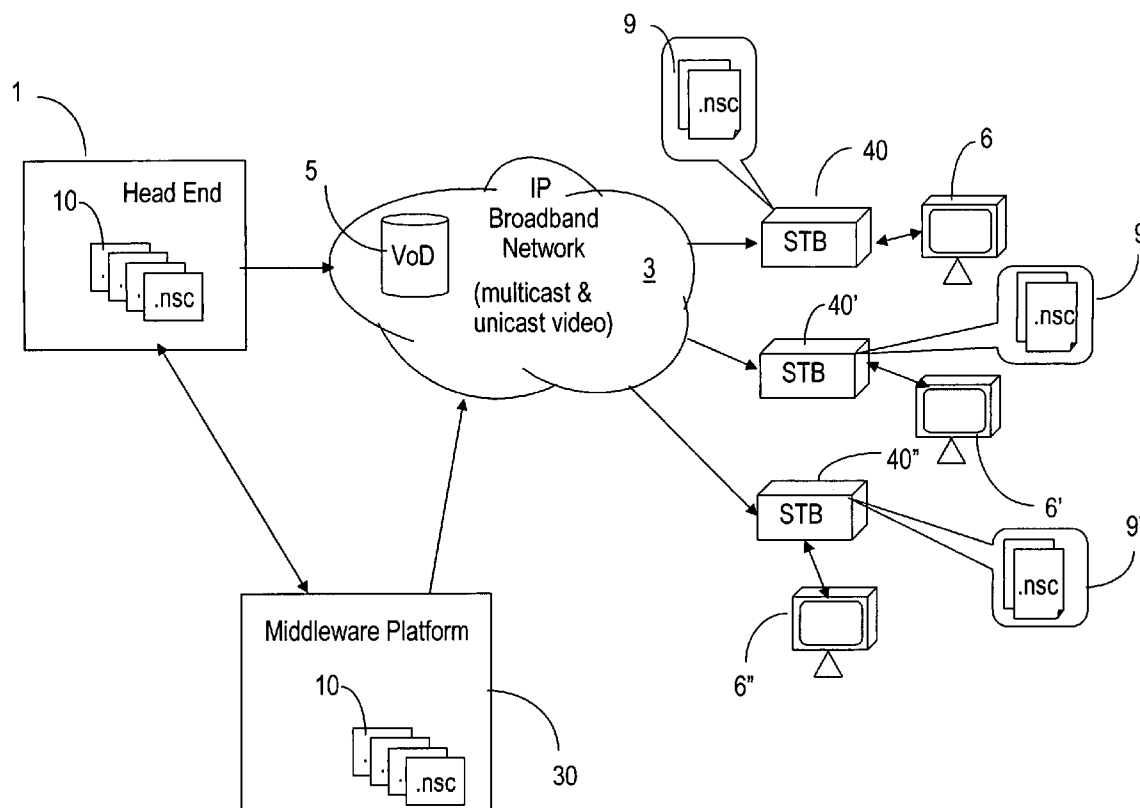 1
Head End
10
.nsc
5
VoD
IP
Broadband
Network
(multicast &
unicast video)
3
9
.nsc
40
STB
6
9
.nsc
40’
STB
6’
40”
STB
9’
.nsc
6”
Middleware Platform
10
.nsc
30